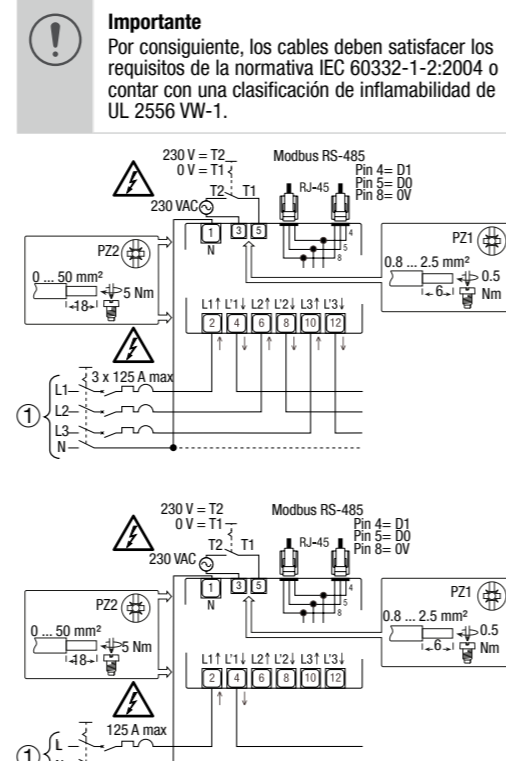 Importante
Por consiguiente, los cables deben satisfacer los
requisitos de la normativa IEC 60332-1-2:2004 o
contar con una clasificación de inflamabilidad de
UL 2556 VW-1.
230 V = T2
0 V = T1
T2 T1
230 VAC
Modbus RS-485
Pin 4= D1
Pin 5= D0
Pin 8= 0V
RJ-45
1 3 5
N
4
5
8
PZ2
0 ... 50 mm²
18
5 Nm
PZ1
0.8 ... 2.5 mm²
6
0.5
Nm
L1↑ L'1↓ L2↑ L'2↓ L3↑ L'3↓
2 4 6 8 10 12
3 x 125 A max
1
L1
L2
L3
N
230 V = T2
0 V = T1
T2 T1
230 VAC
Modbus RS-485
Pin 4= D1
Pin 5= D0
Pin 8= 0V
RJ-45
1 3 5
N
4
5
8
PZ2
0 ... 50 mm²
18
5 Nm
PZ1
0.8 ... 2.5 mm²
6
0.5
Nm
L1↑ L'1↓ L2↑ L'2↓ L3↑ L'3↓
2 4 6 8 10 12
125 A max
1
L